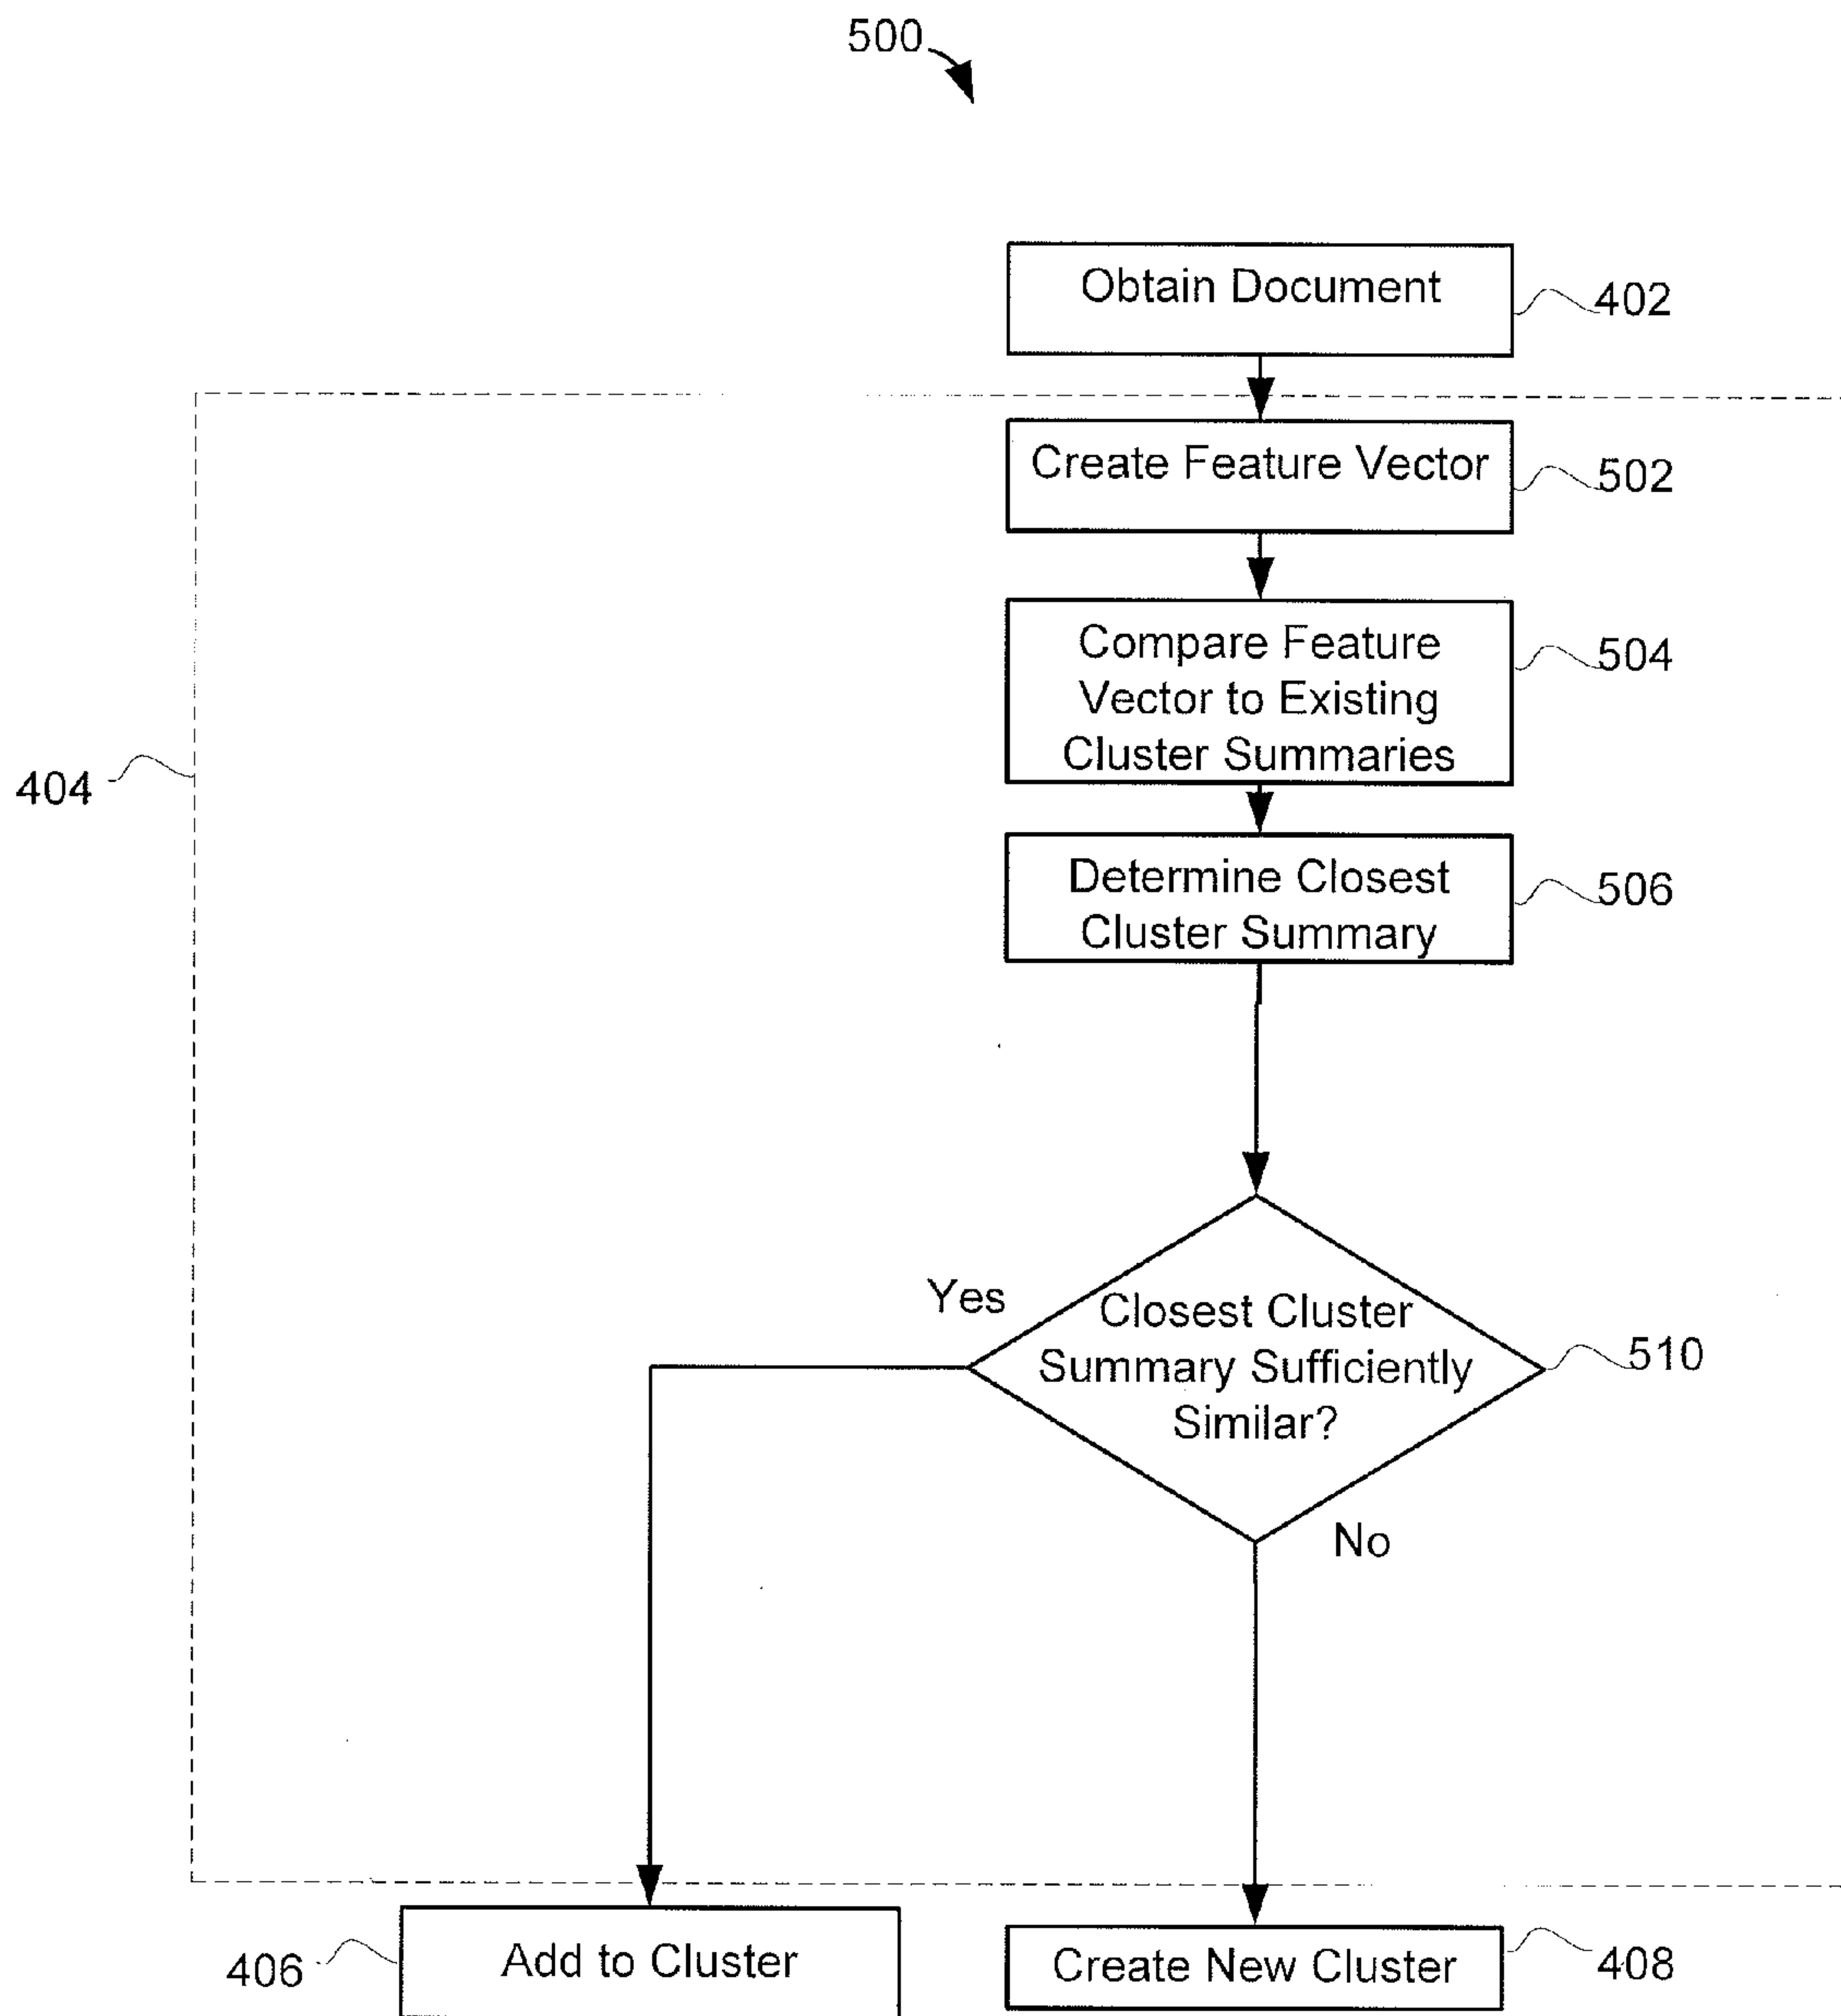 500
Obtain Document
402
Create Feature Vector
502
Compare Feature
Vector to Existing
Cluster Summaries
504
404
Determine Closest
Cluster Summary
506
Yes
Closest Cluster
Summary Sufficiently
Similar?
510
No
406
Add to Cluster
Create New Cluster
408